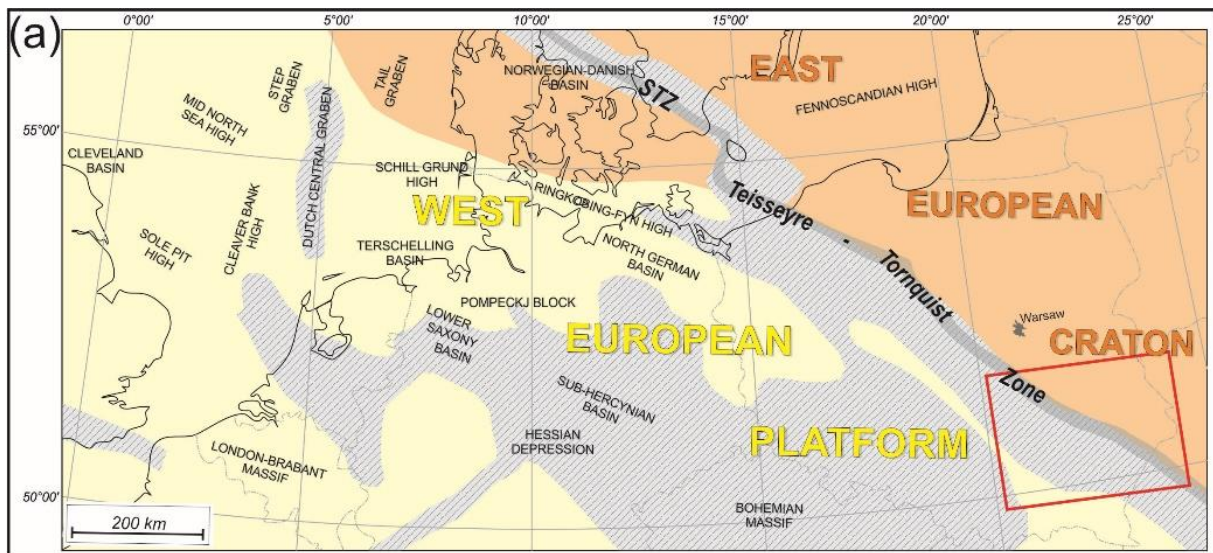 (a)
0°00'
5°00'
10°00'
15°00'
20°00'
25°00'
55°00'
50°00'
CLEVELAND
BASIN
MID NORTH
SEA HIGH
STEP
GRABEN
TAIL
GRABEN
DUTCH CENTRAL GRABEN
NORWEGIAN-DANISH
BASIN
STZ
EAST
FENNOSCANDIAN HIGH
SCHILL GRUND
HIGH
WEST
RINGKOBING-FYN HIGH
Teisseyre - Tornquist Zone
EUROPEAN
SOLE PIT
HIGH
CLEAVER BANK
HIGH
TERSCHELLING
BASIN
NORTH GERMAN
BASIN
POMPECKJ BLOCK
LOWER
SAXONY
BASIN
EUROPEAN
Warsaw
CRATON
SUB-HERCYNIAN
BASIN
HESSIAN
DEPRESSION
PLATFORM
LONDON-BRABANT
MASSIF
BOHEMIAN
MASSIF
200 km